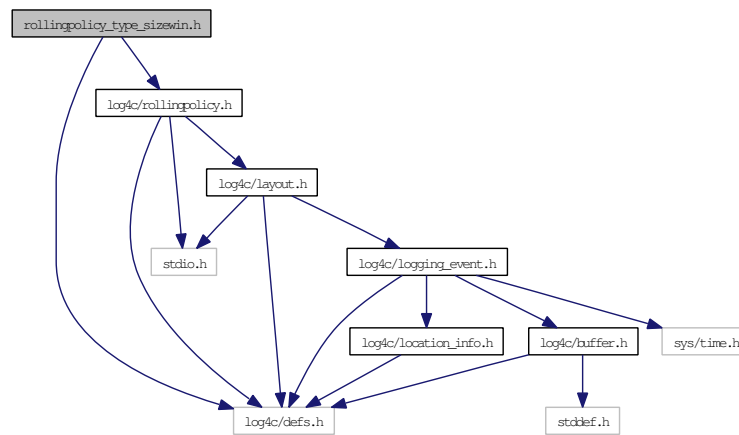 rollingpolicy_type_sizewin.h
log4c/rollingpolicy.h
log4c/layout.h
stdio.h
log4c/logging_event.h
log4c/location_info.h
log4c/buffer.h
sys/time.h
log4c/defs.h
stddef.h